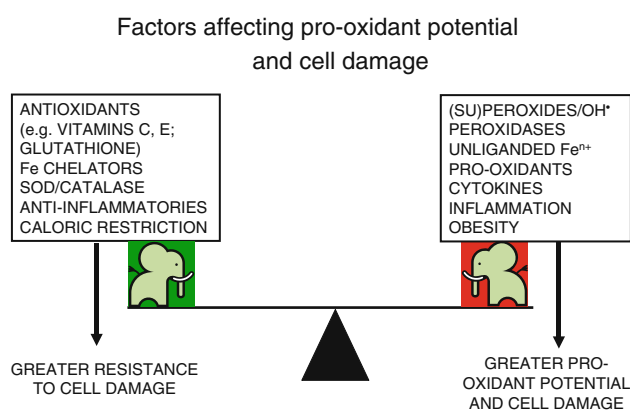 Factors affecting pro-oxidant potential
and cell damage
ANTIOXIDANTS
(e.g. VITAMINS C, E;
GLUTATHIONE)
Fe CHELATORS
SOD/CATALASE
ANTI-INFLAMMATORIES
CALORIC RESTRICTION
(SU)PEROXIDES/OH•
PEROXIDASES
UNLIGANDED Feⁿ⁺
PRO-OXIDANTS
CYTOKINES
INFLAMMATION
OBESITY
GREATER RESISTANCE
TO CELL DAMAGE
GREATER PRO-
OXIDANT POTENTIAL
AND CELL DAMAGE